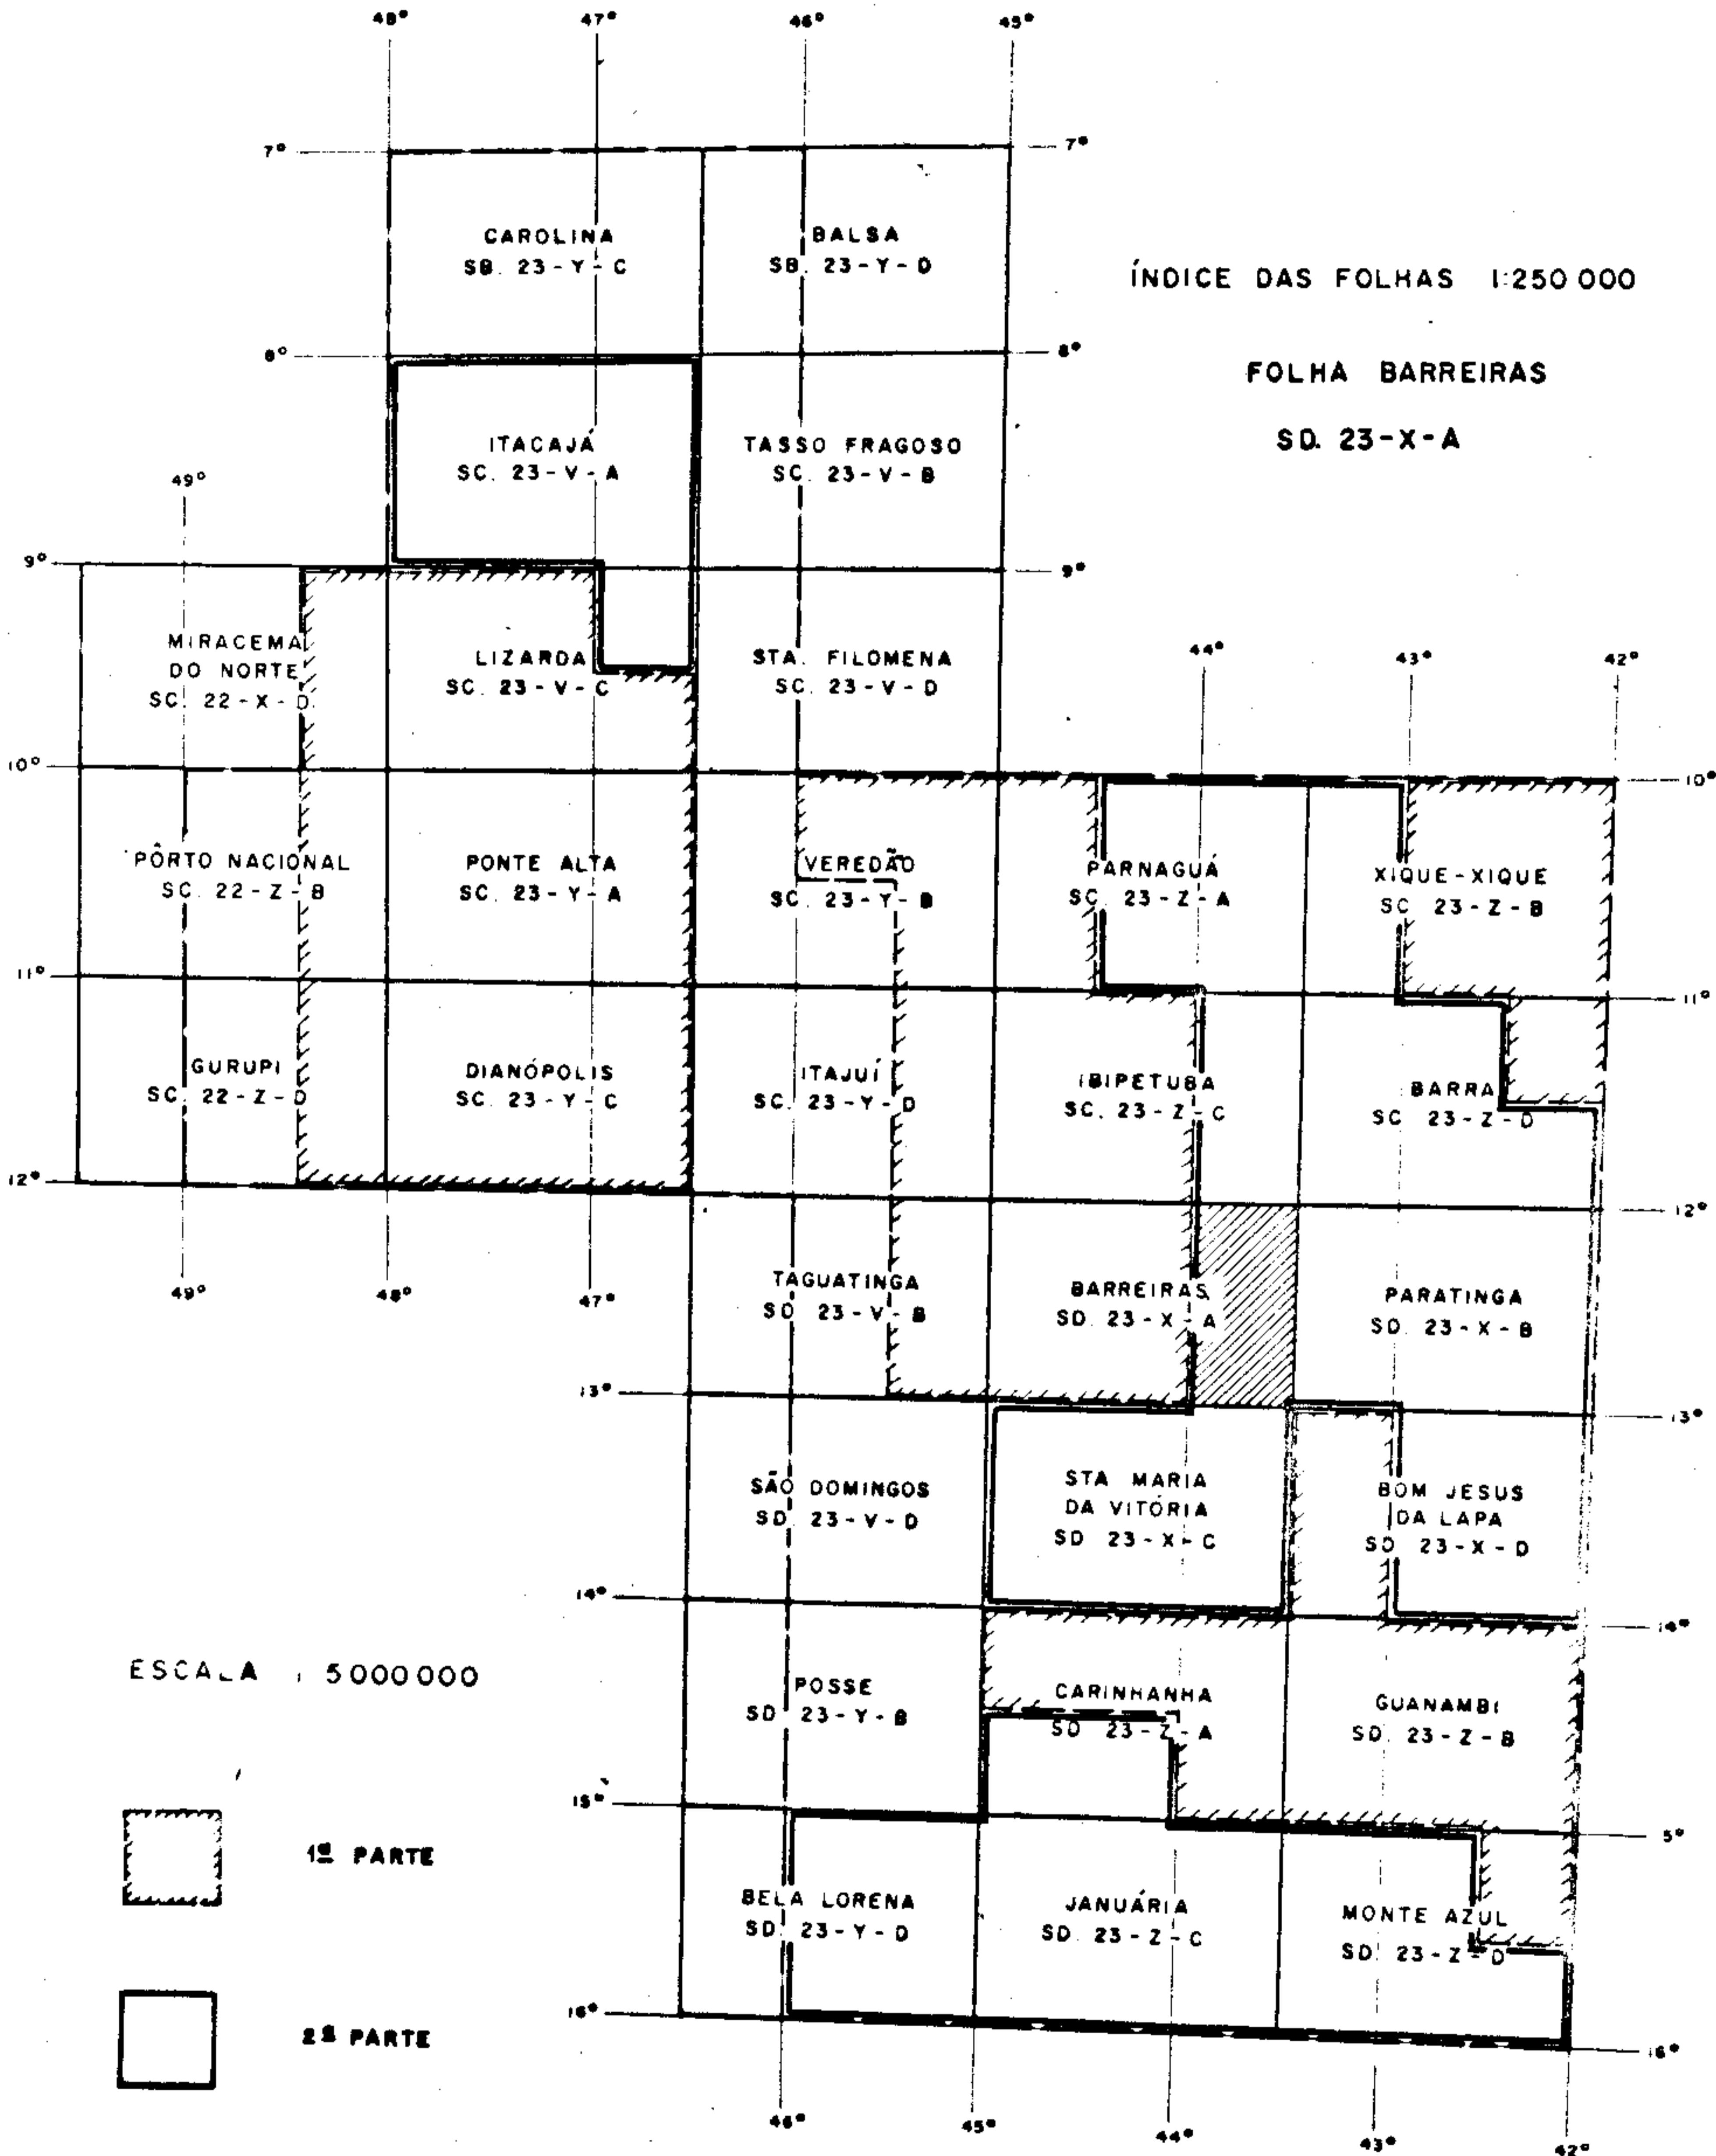 48° 47° 46° 45°
7° 7°
CAROLINA
SB. 23-Y-C
BALSA
SB. 23-Y-D
ÍNDICE DAS FOLHAS 1:250 000
FOLHA BARREIRAS
SD. 23-X-A
8° 8°
ITACAJÁ
SC. 23-V-A
TASSO FRAGOSO
SC. 23-V-B
49°
9° 9°
MIRACEMA
DO NORTE
SC. 22-X-D
LIZARDA
SC. 23-V-C
STA. FILOMENA
SC. 23-V-D
44° 43° 42°
10° 10°
PÔRTO NACIONAL
SC. 22-Z-B
PONTE ALTA
SC. 23-Y-A
VEREDÃO
SC. 23-Y-B
PARNAGUÁ
SC. 23-Z-A
XIQUE-XIQUE
SC 23-Z-B
11° 11°
GURUPI
SC. 22-Z-D
DIANÓPOLIS
SC. 23-Y-C
ITAJUÍ
SC. 23-Y-D
IBIPETUBA
SC. 23-Z-C
BARRA
SC 23-Z-D
12° 12°
49° 48° 47°
TAGUATINGA
SD 23-V-B
BARREIRAS
SD. 23-X-A
PARATINGA
SD. 23-X-B
13° 13°
SÃO DOMINGOS
SD 23-V-D
STA MARIA
DA VITÓRIA
SD 23-X-C
BOM JESUS
DA LAPA
SD 23-X-D
14° 14°
ESCALA 5000000
POSSE
SD 23-Y-B
CARINHANHA
SD 23-Z-A
GUANAMBI
SD. 23-Z-B
15° 5°
1ª PARTE
BELA LORENA
SD. 23-Y-D
JANUÁRIA
SD. 23-Z-C
MONTE AZUL
SD. 23-Z-D
16° 16°
2ª PARTE
46° 45° 44° 43° 42°